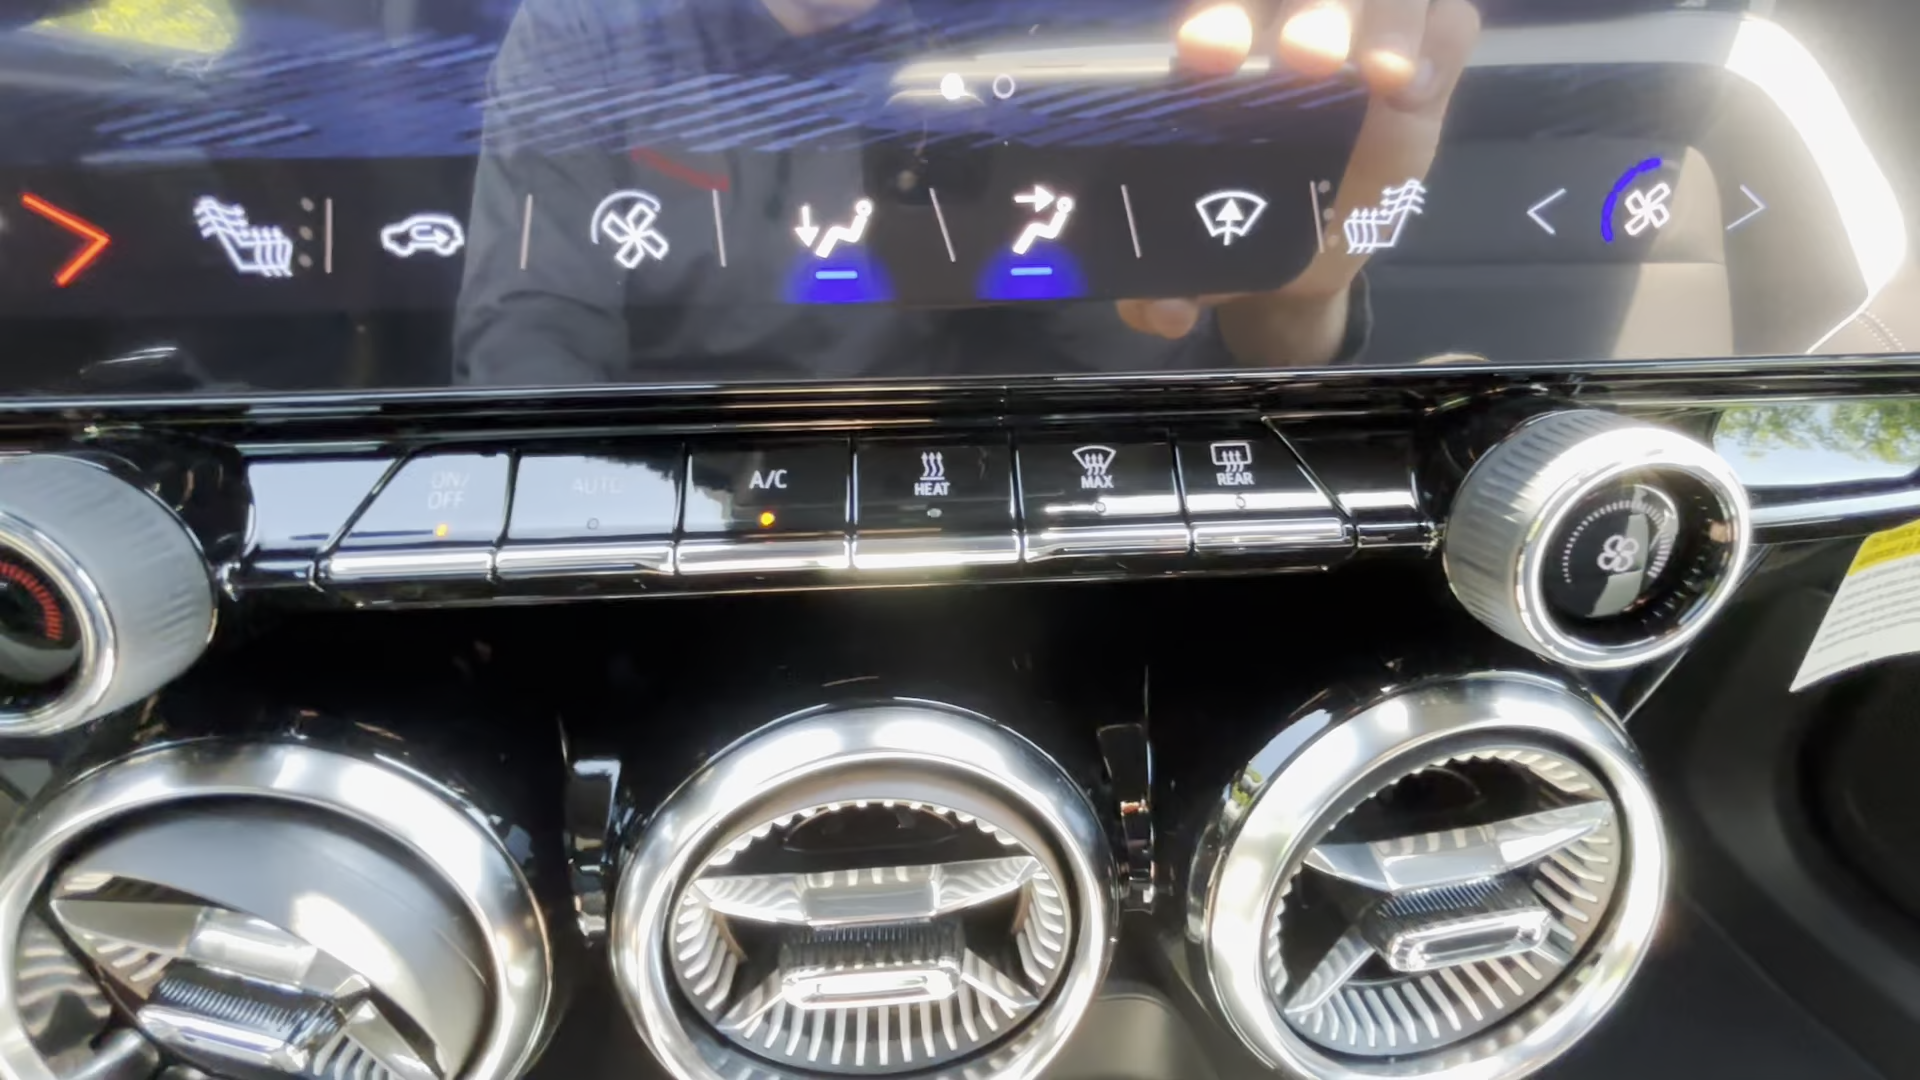 ON/
OFF
AUTO
A/C
HEAT
MAX
REAR